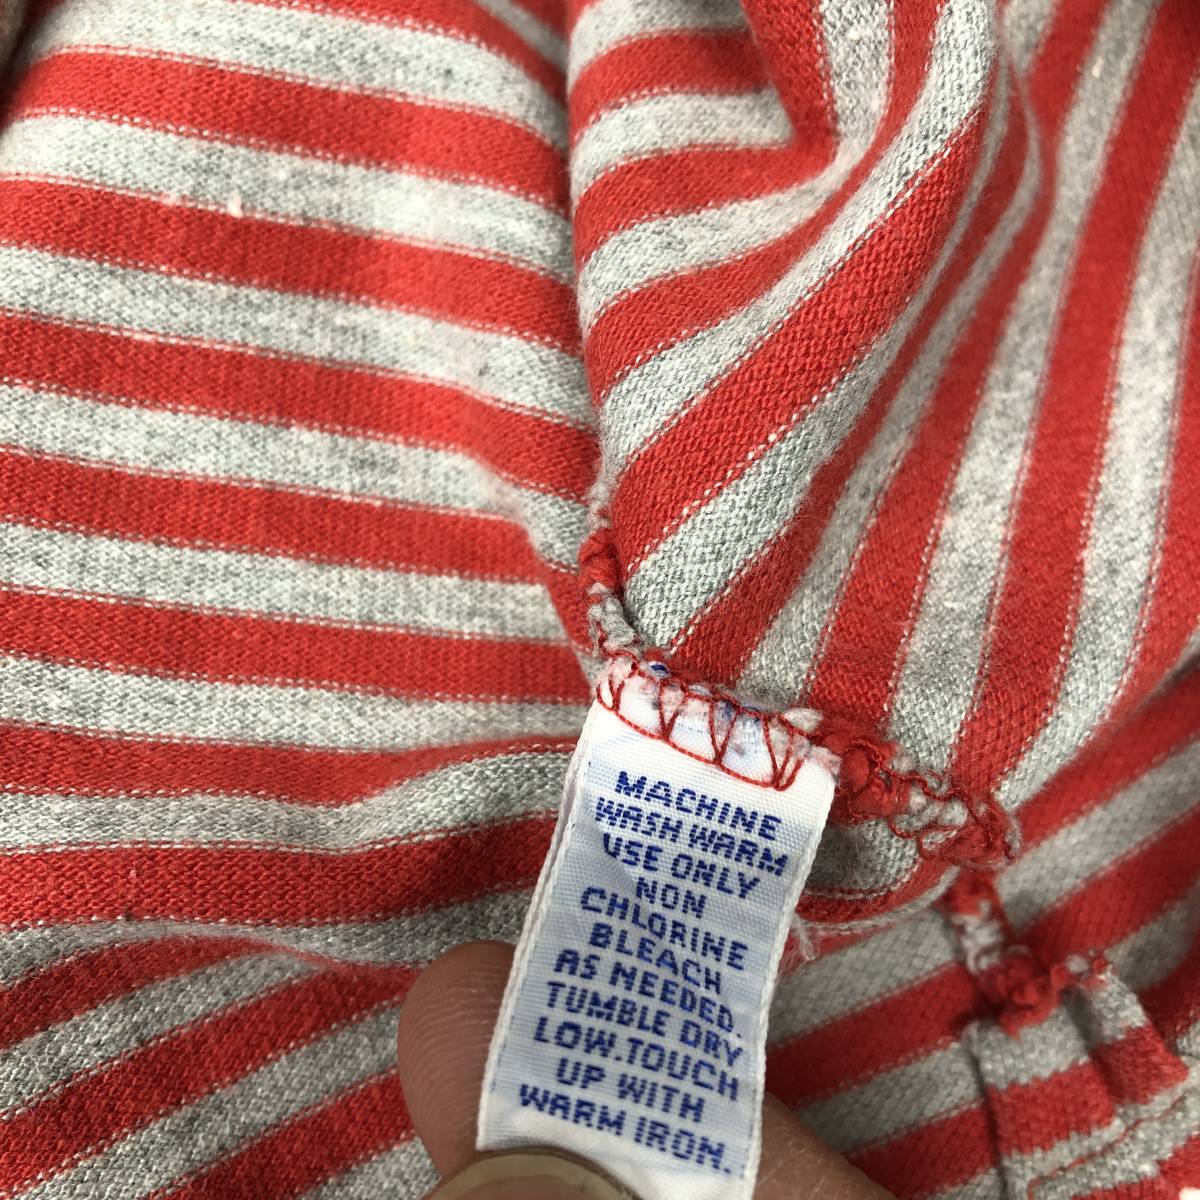 MACHINE
WASH WARM
USE ONLY
NON
CHLORINE
BLEACH
AS NEEDED.
TUMBLE DRY
LOW.TOUCH
UP WITH
WARM IRON.